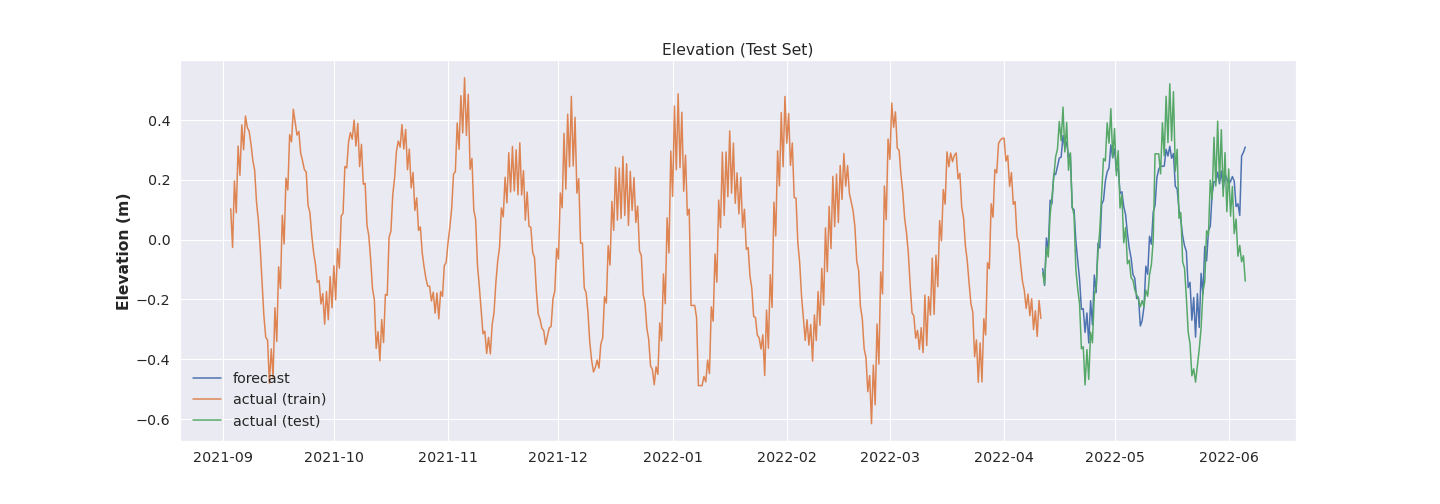 Elevation (Test Set)
Elevation (m)
0.4
0.2
0.0
−0.2
−0.4
−0.6
forecast
actual (train)
actual (test)
2021-09 2021-10 2021-11 2021-12 2022-01 2022-02 2022-03 2022-04 2022-05 2022-06